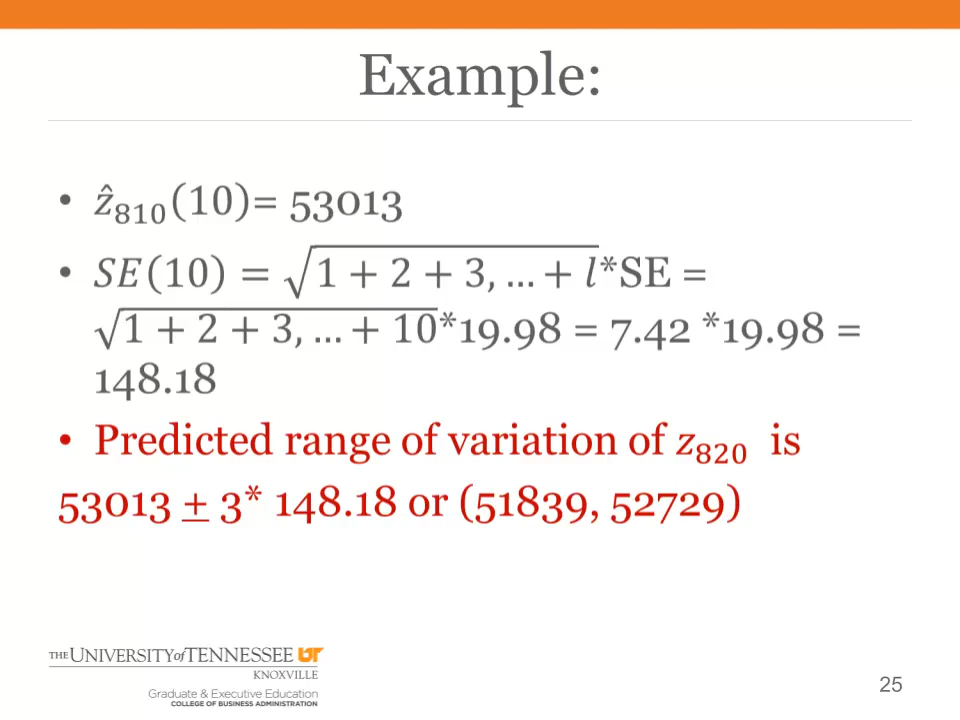 Example:
• ẑ₈₁₀(10)= 53013
• SE(10) = √1 + 2 + 3, … + l*SE =
√1 + 2 + 3, … + 10*19.98 = 7.42 *19.98 =
148.18
• Predicted range of variation of z₈₂₀ is
53013 ± 3* 148.18 or (51839, 52729)
THE UNIVERSITY of TENNESSEE UT
KNOXVILLE
Graduate & Executive Education
COLLEGE OF BUSINESS ADMINISTRATION
25